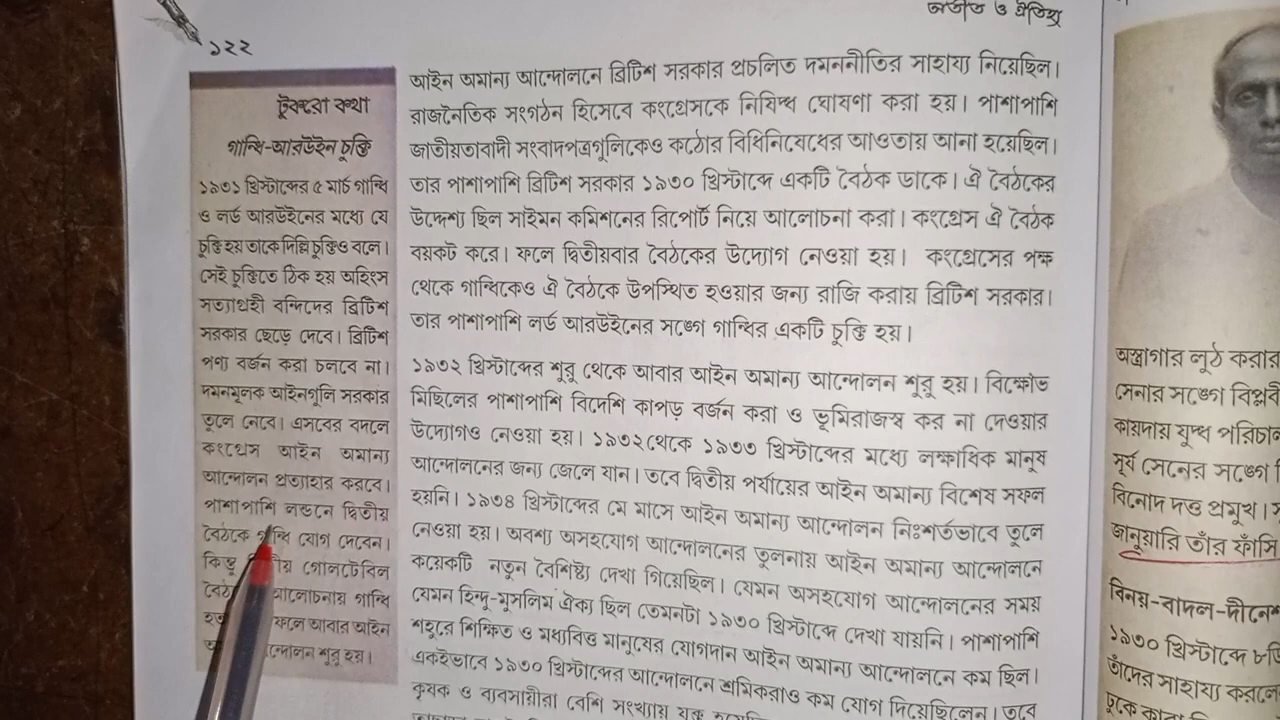 অতীত ও ঐতিহ্য
১২২
টুকরো কথা
গান্ধি-আরউইন চুক্তি
১৯৩১ খ্রিস্টাব্দের ৫ মার্চ গান্ধি
ও লর্ড আরউইনের মধ্যে যে
চুক্তি হয় তাকে দিল্লি চুক্তিও বলে।
সেই চুক্তিতে ঠিক হয় অহিংস
সত্যাগ্রহী বন্দিদের ব্রিটিশ
সরকার ছেড়ে দেবে। ব্রিটিশ
পণ্য বর্জন করা চলবে না।
দমনমূলক আইনগুলি সরকার
তুলে নেবে। এসবের বদলে
কংগ্রেস আইন অমান্য
আন্দোলন প্রত্যাহার করবে।
পাশাপাশি লন্ডনে দ্বিতীয়
বৈঠকে গান্ধি যোগ দেবেন।
কিন্তু গোলটেবিল
আলোচনায় গান্ধি
ফলে আবার আইন
শুরু হয়।
আইন অমান্য আন্দোলনে ব্রিটিশ সরকার প্রচলিত দমননীতির সাহায্য নিয়েছিল।
রাজনৈতিক সংগঠন হিসেবে কংগ্রেসকে নিষিদ্ধ ঘোষণা করা হয়। পাশাপাশি
জাতীয়তাবাদী সংবাদপত্রগুলিকেও কঠোর বিধিনিষেধের আওতায় আনা হয়েছিল।
তার পাশাপাশি ব্রিটিশ সরকার ১৯৩০ খ্রিস্টাব্দে একটি বৈঠক ডাকে। ঐ বৈঠকের
উদ্দেশ্য ছিল সাইমন কমিশনের রিপোর্ট নিয়ে আলোচনা করা। কংগ্রেস ঐ বৈঠক
বয়কট করে। ফলে দ্বিতীয়বার বৈঠকের উদ্যোগ নেওয়া হয়। কংগ্রেসের পক্ষ
থেকে গান্ধিকেও ঐ বৈঠকে উপস্থিত হওয়ার জন্য রাজি করায় ব্রিটিশ সরকার।
তার পাশাপাশি লর্ড আরউইনের সঙ্গে গান্ধির একটি চুক্তি হয়।
১৯৩২ খ্রিস্টাব্দের শুরু থেকে আবার আইন অমান্য আন্দোলন শুরু হয়। বিক্ষোভ
মিছিলের পাশাপাশি বিদেশি কাপড় বর্জন করা ও ভূমিরাজস্ব কর না দেওয়ার
উদ্যোগও নেওয়া হয়। ১৯৩২থেকে ১৯৩৩ খ্রিস্টাব্দের মধ্যে লক্ষাধিক মানুষ
আন্দোলনের জন্য জেলে যান। তবে দ্বিতীয় পর্যায়ের আইন অমান্য বিশেষ সফল
হয়নি। ১৯৩৪ খ্রিস্টাব্দের মে মাসে আইন অমান্য আন্দোলন নিঃশর্তভাবে তুলে
নেওয়া হয়। অবশ্য অসহযোগ আন্দোলনের তুলনায় আইন অমান্য আন্দোলনে
কয়েকটি নতুন বৈশিষ্ট্য দেখা গিয়েছিল। যেমন অসহযোগ আন্দোলনের সময়
যেমন হিন্দু-মুসলিম ঐক্য ছিল তেমনটা ১৯৩০ খ্রিস্টাব্দে দেখা যায়নি। পাশাপাশি
শহুরে শিক্ষিত ও মধ্যবিত্ত মানুষের যোগদান আইন অমান্য আন্দোলনে কম ছিল।
একইভাবে ১৯৩০ খ্রিস্টাব্দের আন্দোলনে শ্রমিকরাও কম যোগ দিয়েছিলেন। তবে
কৃষক ও ব্যবসায়ীরা বেশি সংখ্যায়
অস্ত্রাগার লুঠ করার
সেনার সঙ্গে বিপ্লবী
কায়দায় যুদ্ধ
সূর্য সেনের সঙ্গে
বিনোদ দত্ত প্রমুখ।
জানুয়ারি তাঁর ফাঁসি
বিনয়-বাদল-দীনেশ
১৯৩০ খ্রিস্টাব্দে
তাঁদের সাহায্য
ঢুকে